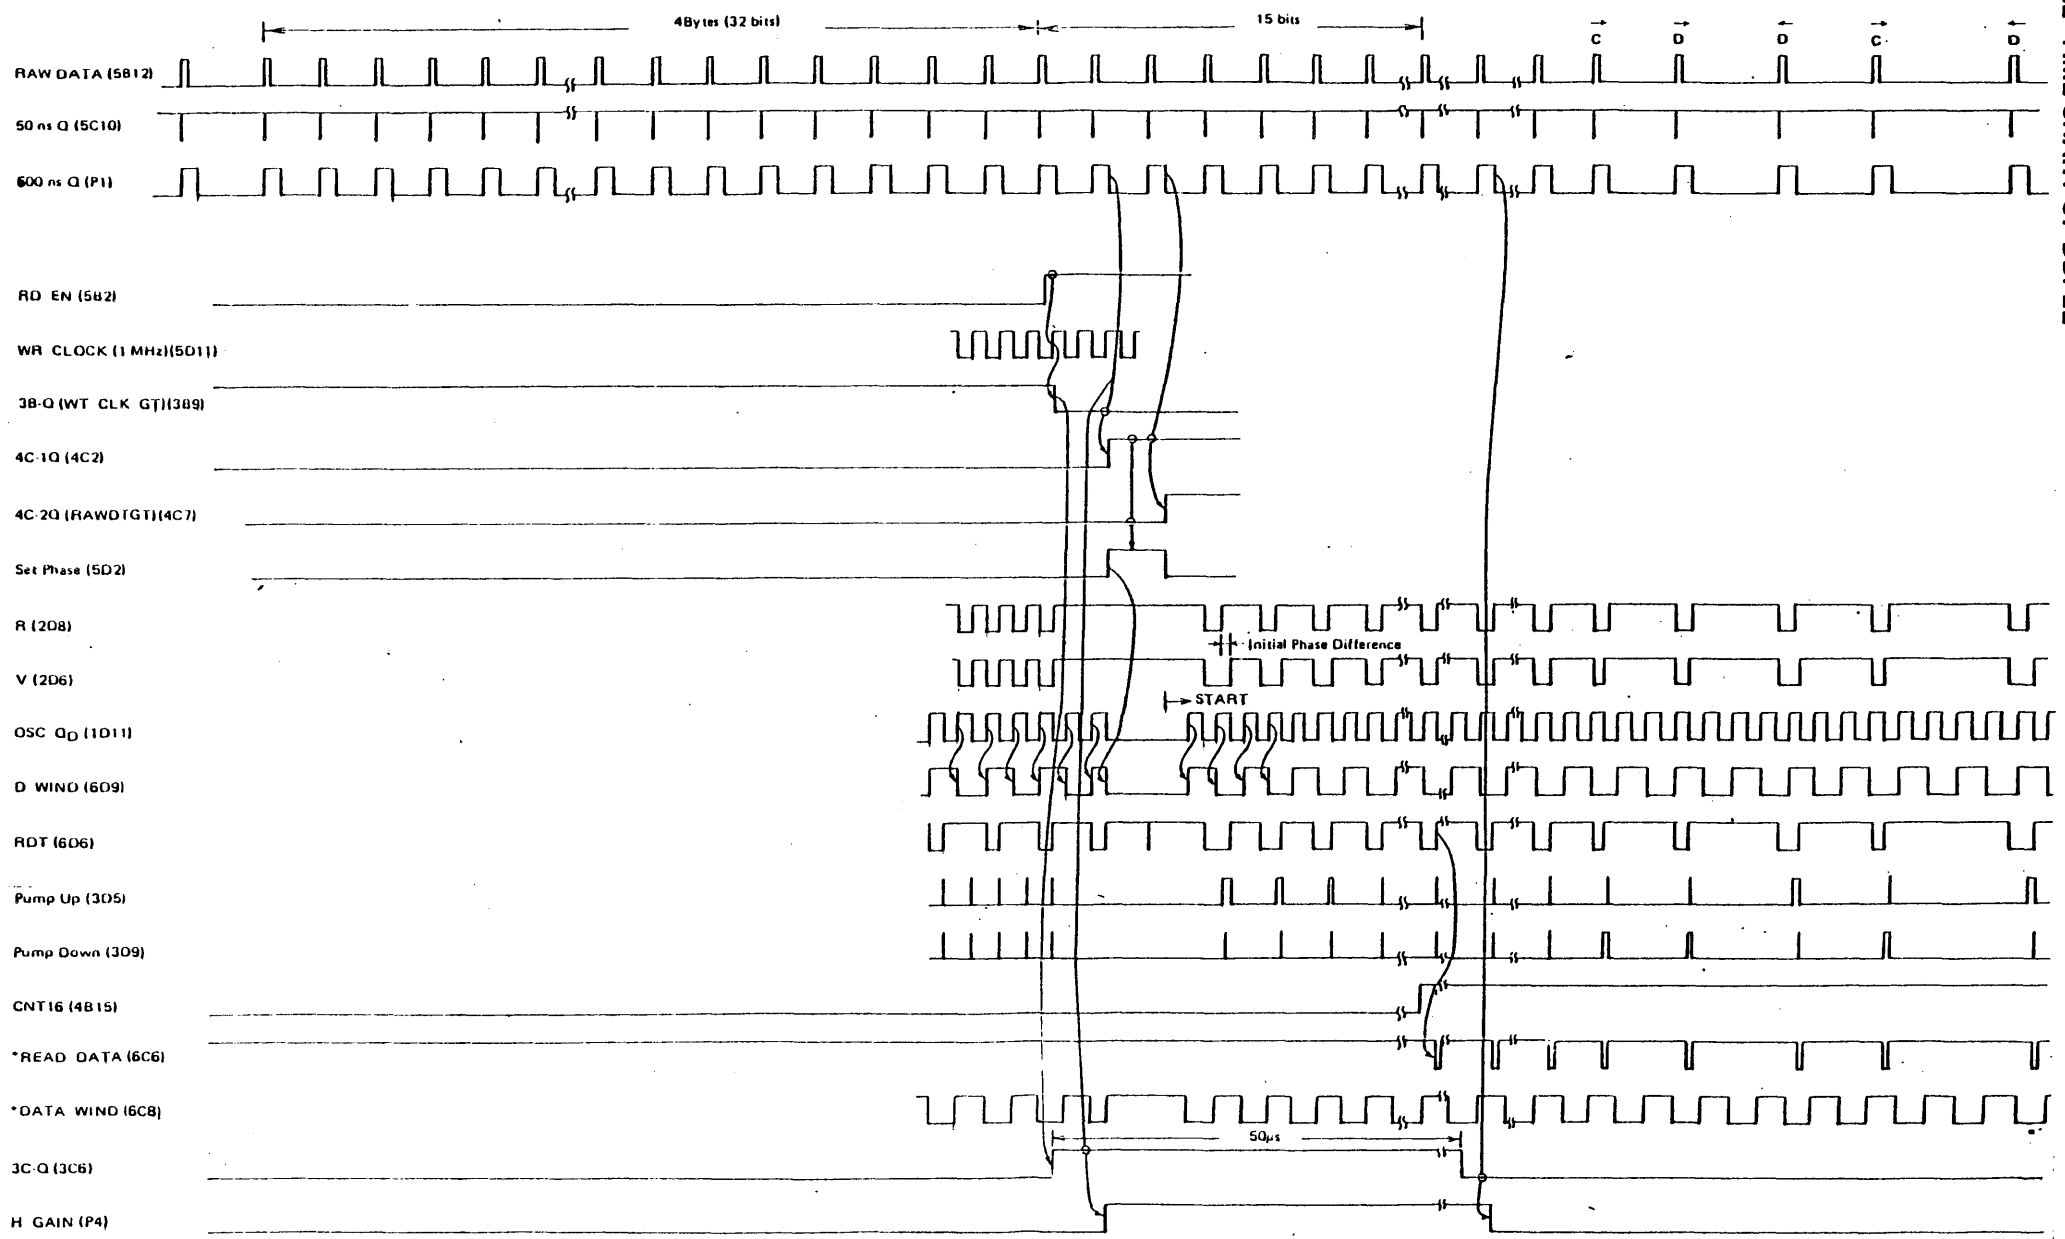 4Bytes (32 bits)
15 bits
C D D C D
RAW DATA (5B12)
50 ns Q (5C10)
600 ns Q (P1)
RD EN (5B2)
WR CLOCK (1 MHz)(5D11)
3B-Q (WT CLK GT)(3B9)
4C-1Q (4C2)
4C-2Q (RAWDTGT)(4C7)
Set Phase (5D2)
R (2D8)
Initial Phase Difference
V (2D6)
START
OSC QD (1D11)
D WIND (6D9)
RDT (6D6)
Pump Up (3D5)
Pump Down (3D9)
CNT16 (4B15)
*READ DATA (6C6)
*DATA WIND (6C8)
50μs
3C-Q (3C6)
H GAIN (P4)